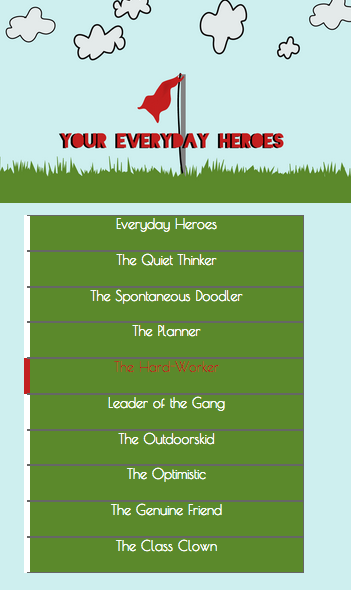 YOUR EVERYDAY HEROES
Everyday Heroes
The Quiet Thinker
The Spontaneous Doodler
The Planner
The Hard-Worker
Leader of the Gang
The Outdoorskid
The Optimistic
The Genuine Friend
The Class Clown